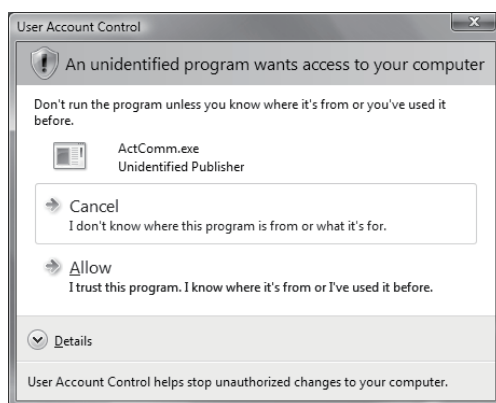 User Account Control
An unidentified program wants access to your computer
Don't run the program unless you know where it's from or you've used it
before.
ActComm.exe
Unidentified Publisher
Cancel
I don't know where this program is from or what it's for.
Allow
I trust this program. I know where it's from or I've used it before.
Details
User Account Control helps stop unauthorized changes to your computer.